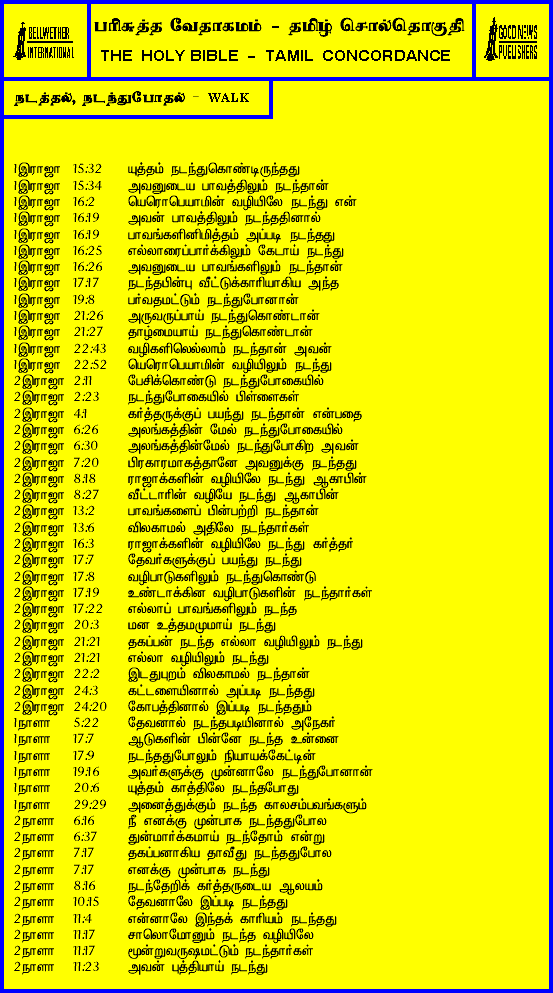 BELLWETHER
INTERNATIONAL
பரிசுத்த வேதாகமம் – தமிழ் சொல்தொகுதி
THE HOLY BIBLE – TAMIL CONCORDANCE
GOOD NEWS
PUBLISHERS
நடத்தல், நடந்துபோதல் – WALK
1இராஜா 15:32 யுத்தம் நடந்துகொண்டிருந்தது
1இராஜா 15:34 அவனுடைய பாவத்திலும் நடந்தான்
1இராஜா 16:2 யெரொபெயாமின் வழியிலே நடந்து என்
1இராஜா 16:19 அவன் பாவத்திலும் நடந்ததினால்
1இராஜா 16:19 பாவங்களினிமித்தம் அப்படி நடந்தது
1இராஜா 16:25 எல்லாரைப்பார்க்கிலும் கேடாய் நடந்து
1இராஜா 16:26 அவனுடைய பாவங்களிலும் நடந்தான்
1இராஜா 17:17 நடந்தபின்பு வீட்டுக்காரியாகிய அந்த
1இராஜா 19:8 பர்வதமட்டும் நடந்துபோனான்
1இராஜா 21:26 அருவருப்பாய் நடந்துகொண்டான்
1இராஜா 21:27 தாழ்மையாய் நடந்துகொண்டான்
1இராஜா 22:43 வழிகளிலெல்லாம் நடந்தான் அவன்
1இராஜா 22:52 யெரொபெயாமின் வழியிலும் நடந்து
2இராஜா 2:11 பேசிக்கொண்டு நடந்துபோகையில்
2இராஜா 2:23 நடந்துபோகையில் பிள்ளைகள்
2இராஜா 4:1 கர்த்தருக்குப் பயந்து நடந்தான் என்பதை
2இராஜா 6:26 அலங்கத்தின் மேல் நடந்துபோகையில்
2இராஜா 6:30 அலங்கத்தின்மேல் நடந்துபோகிற அவன்
2இராஜா 7:20 பிரகாரமாகத்தானே அவனுக்கு நடந்தது
2இராஜா 8:18 ராஜாக்களின் வழியிலே நடந்து ஆகாபின்
2இராஜா 8:27 வீட்டாரின் வழியே நடந்து ஆகாபின்
2இராஜா 13:2 பாவங்களைப் பின்பற்றி நடந்தான்
2இராஜா 13:6 விலகாமல் அதிலே நடந்தார்கள்
2இராஜா 16:3 ராஜாக்களின் வழியிலே நடந்து கர்த்தர்
2இராஜா 17:7 தேவர்களுக்குப் பயந்து நடந்து
2இராஜா 17:8 வழிபாடுகளிலும் நடந்துகொண்டு
2இராஜா 17:19 உண்டாக்கின வழிபாடுகளின் நடந்தார்கள்
2இராஜா 17:22 எல்லாப் பாவங்களிலும் நடந்த
2இராஜா 20:3 மன உத்தமமுமாய் நடந்து
2இராஜா 21:21 தகப்பன் நடந்த எல்லா வழியிலும் நடந்து
2இராஜா 21:21 எல்லா வழியிலும் நடந்து
2இராஜா 22:2 இடதுபுறம் விலகாமல் நடந்தான்
2இராஜா 24:3 கட்டளையினால் அப்படி நடந்தது
2இராஜா 24:20 கோபத்தினால் இப்படி நடந்ததும்
1நாளா 5:22 தேவனால் நடந்தபடியினால் அநேகர்
1நாளா 17:7 ஆடுகளின் பின்னே நடந்த உன்னை
1நாளா 17:9 நடந்ததுபோலும் நியாயக்கேட்டின்
1நாளா 19:16 அவர்களுக்கு முன்னாலே நடந்துபோனான்
1நாளா 20:6 யுத்தம் காத்திலே நடந்தபோது
1நாளா 29:29 அனைத்துக்கும் நடந்த காலசம்பவங்களும்
2நாளா 6:16 நீ எனக்கு முன்பாக நடந்ததுபோல
2நாளா 6:37 துன்மார்க்கமாய் நடந்தோம் என்று
2நாளா 7:17 தகப்பனாகிய தாவீது நடந்ததுபோல
2நாளா 7:17 எனக்கு முன்பாக நடந்து
2நாளா 8:16 நடந்தேறிக் கர்த்தருடைய ஆலயம்
2நாளா 10:15 தேவனாலே இப்படி நடந்தது
2நாளா 11:4 என்னாலே இந்தக் காரியம் நடந்தது
2நாளா 11:17 சாலொமோனும் நடந்த வழியிலே
2நாளா 11:17 மூன்றுவருஷமட்டும் நடந்தார்கள்
2நாளா 11:23 அவன் புத்தியாய் நடந்து